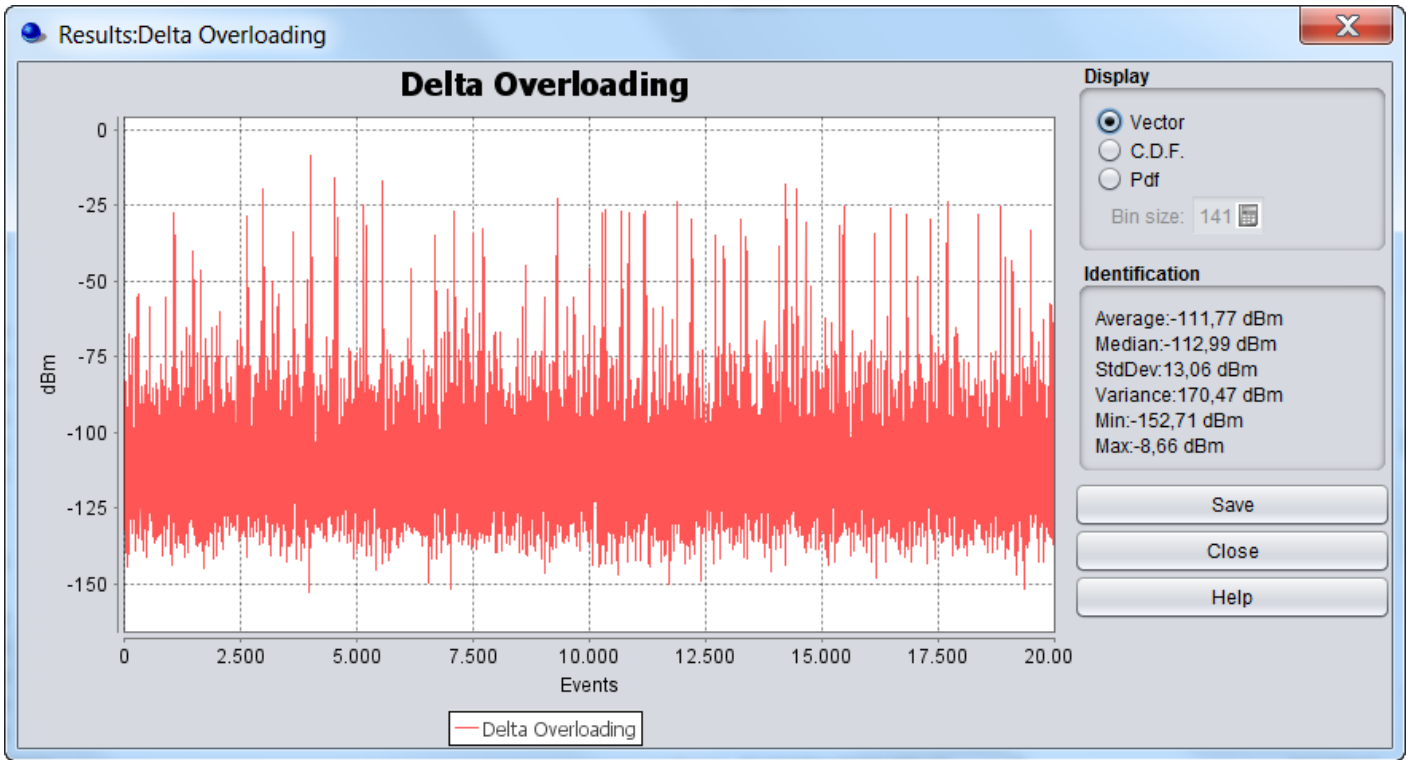 Results:Delta Overloading
X
Delta Overloading
0
-25
-50
-75
-100
-125
-150
dBm
0 2.500 5.000 7.500 10.000 12.500 15.000 17.500 20.00
Events
Delta Overloading
Display
Vector
C.D.F.
Pdf
Bin size: 141
Identification
Average:-111,77 dBm
Median:-112,99 dBm
StdDev:13,06 dBm
Variance:170,47 dBm
Min:-152,71 dBm
Max:-8,66 dBm
Save
Close
Help